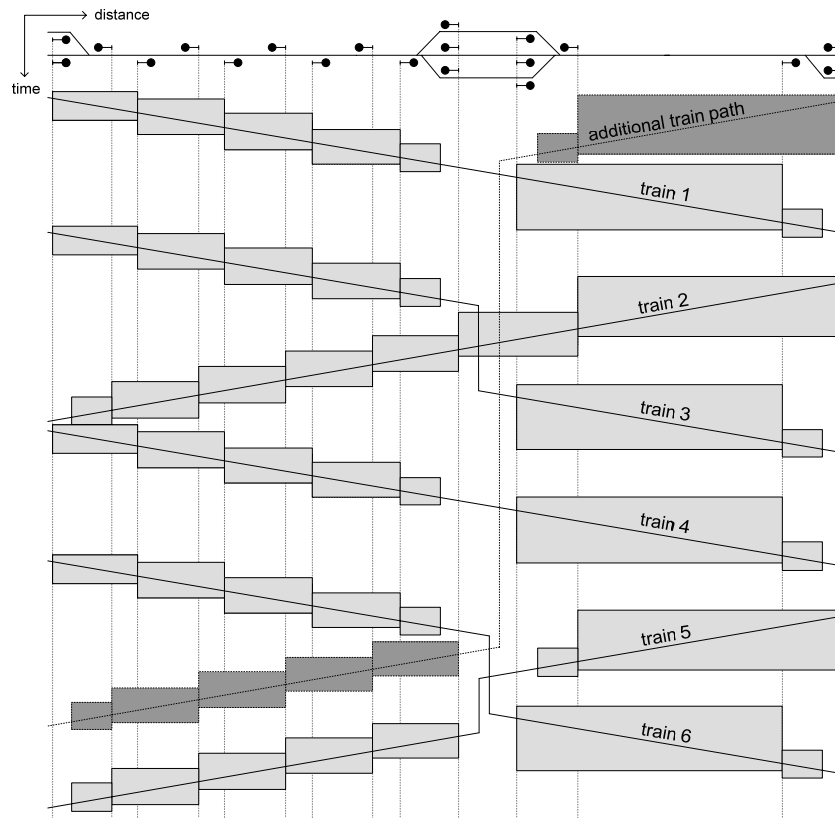 distance
time
additional train path
train 1
train 2
train 3
train 4
train 5
train 6